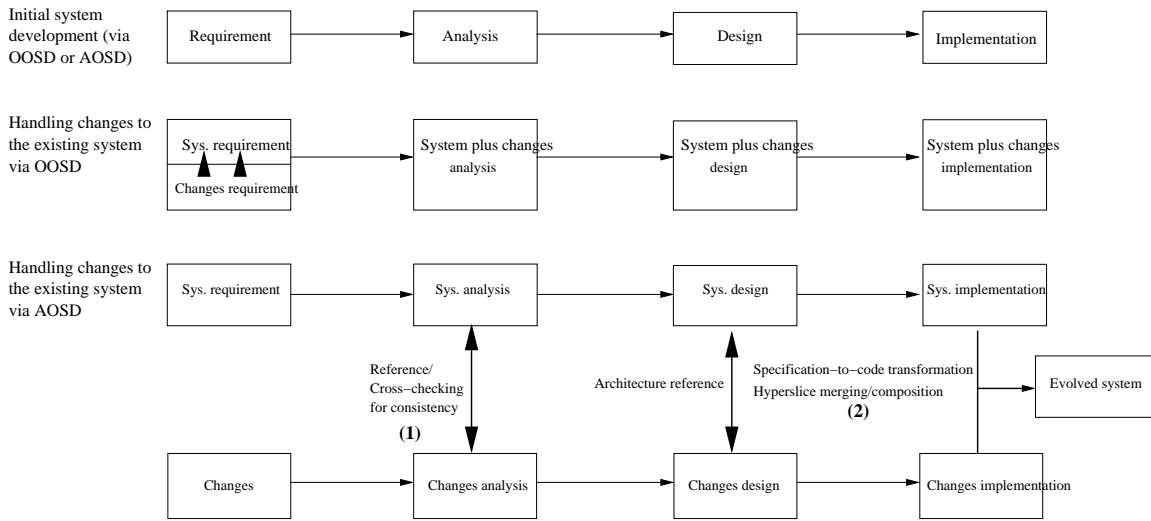 Initial system
development (via
OOSD or AOSD)
Requirement
Analysis
Design
Implementation
Handling changes to
the existing system
via OOSD
Sys. requirement
Changes requirement
System plus changes
analysis
System plus changes
design
System plus changes
implementation
Handling changes to
the existing system
via AOSD
Sys. requirement
Sys. analysis
Sys. design
Sys. implementation
Reference/
Cross−checking
for consistency
(1)
Architecture reference
Specification−to−code transformation
Hyperslice merging/composition
(2)
Evolved system
Changes
Changes analysis
Changes design
Changes implementation